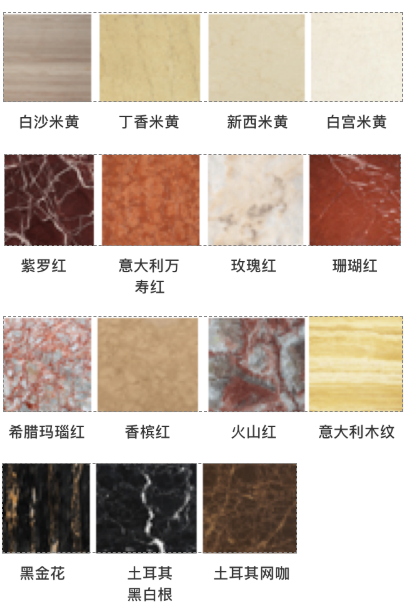 白沙米黄 丁香米黄 新西米黄 白宫米黄
紫罗红 意大利万 玫瑰红 珊瑚红
寿红
希腊玛瑙红 香槟红 火山红 意大利木纹
黑金花 土耳其 土耳其网咖
黑白根